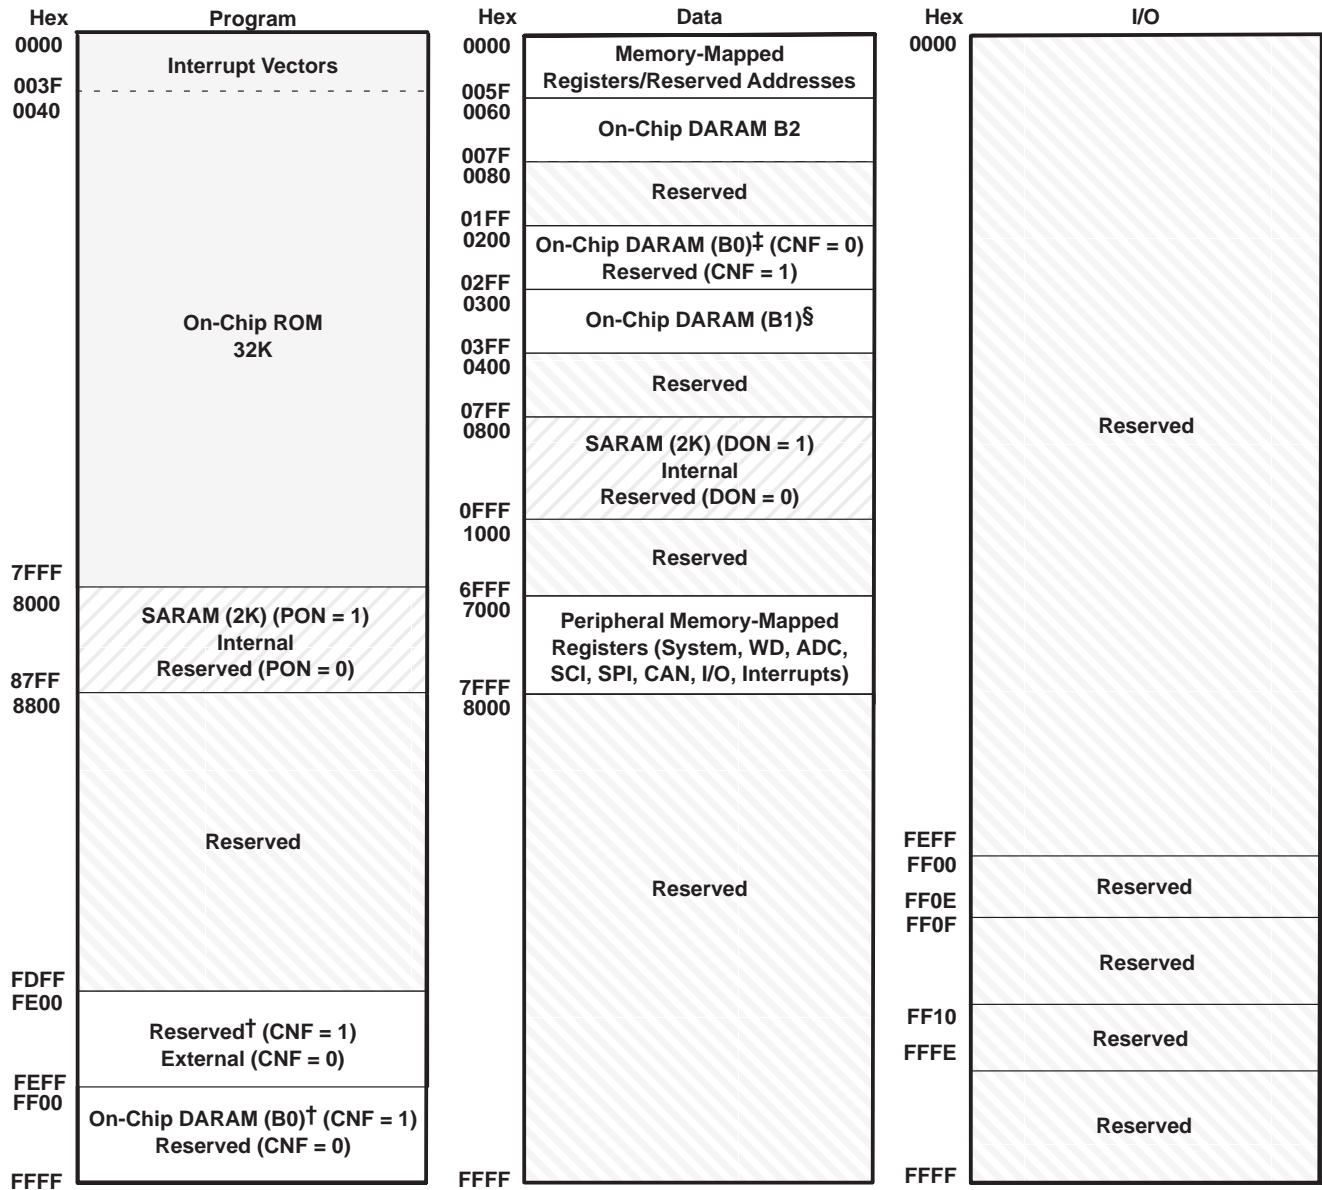 Hex Program
0000
Interrupt Vectors
003F
0040
On-Chip ROM
32K
7FFF
8000
SARAM (2K) (PON = 1)
Internal
Reserved (PON = 0)
87FF
8800
Reserved
FDFF
FE00
Reserved† (CNF = 1)
External (CNF = 0)
FEFF
FF00
On-Chip DARAM (B0)† (CNF = 1)
Reserved (CNF = 0)
FFFF
Hex Data
0000
Memory-Mapped
Registers/Reserved Addresses
005F
0060
On-Chip DARAM B2
007F
0080
Reserved
01FF
0200
On-Chip DARAM (B0)‡ (CNF = 0)
Reserved (CNF = 1)
02FF
0300
On-Chip DARAM (B1)§
03FF
0400
Reserved
07FF
0800
SARAM (2K) (DON = 1)
Internal
Reserved (DON = 0)
0FFF
1000
Reserved
6FFF
7000
Peripheral Memory-Mapped
Registers (System, WD, ADC,
SCI, SPI, CAN, I/O, Interrupts)
7FFF
8000
Reserved
FFFF
Hex I/O
0000
Reserved
FEFF
FF00
Reserved
FF0E
FF0F
Reserved
FF10
Reserved
FFFE
Reserved
FFFF